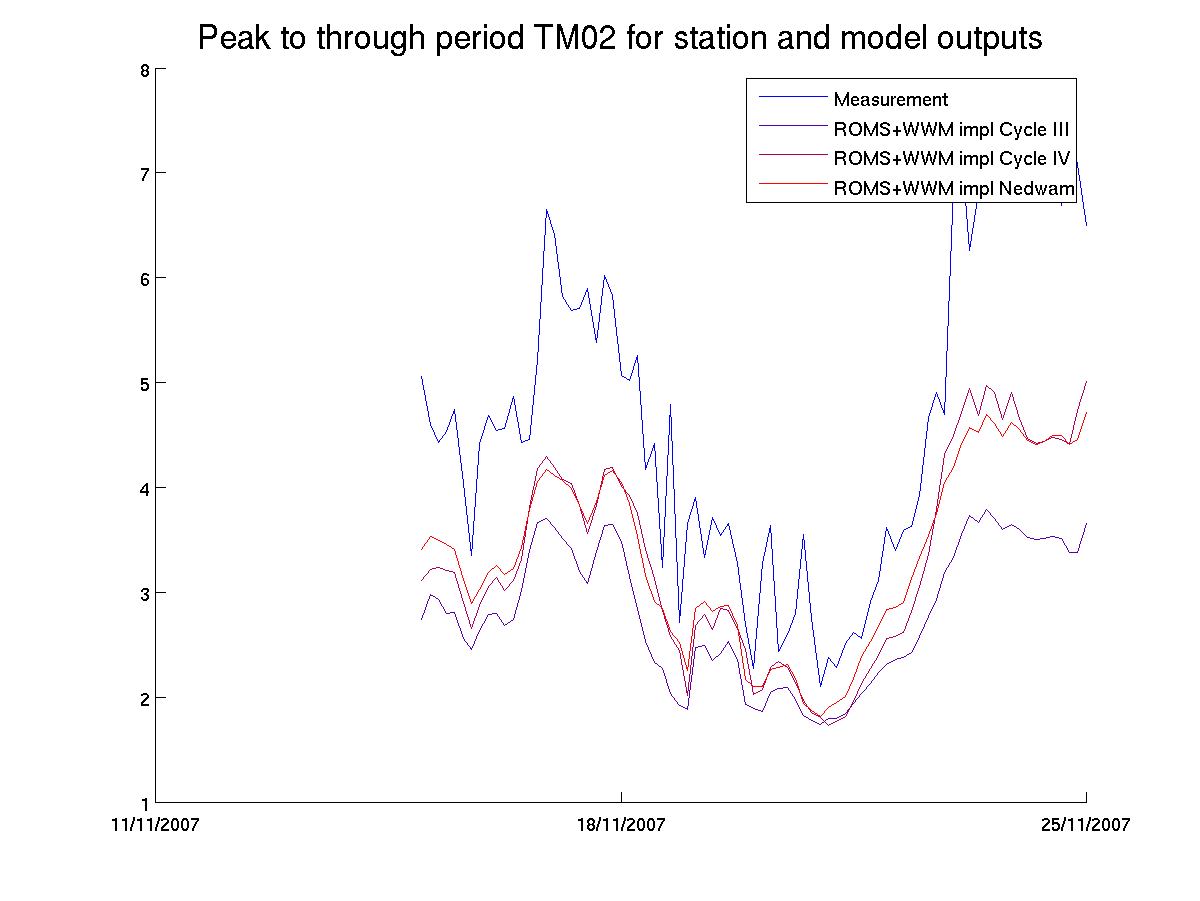 Peak to through period TM02 for station and model outputs
8
Measurement
ROMS+WWM impl Cycle III
ROMS+WWM impl Cycle IV
ROMS+WWM impl Nedwam
7
6
5
4
3
2
1
11/11/2007
18/11/2007
25/11/2007